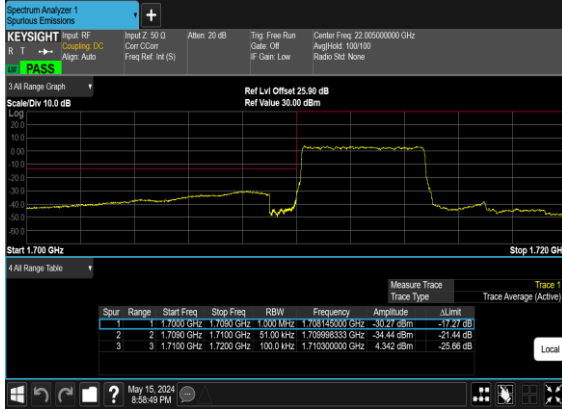 Spectrum Analyzer 1
Spurious Emissions
+
KEYSIGHT Input: RF Input Z: 50 Ω Atten: 20 dB Trig: Free Run Center Freq: 22.005000000 GHz
R T Coupling: DC Corr CCorr Gate: Off Avg|Hold: 100/100
Align: Auto Freq Ref: Int (S) IF Gain: Low Radio Std: None
PASS
3 All Range Graph
Ref Lvl Offset 25.90 dB
Scale/Div 10.0 dB Ref Value 30.00 dBm
Log
20.0
10.0
0.00
-10.0
-20.0
-30.0
-40.0
-50.0
-60.0
Start 1.700 GHz Stop 1.720 GH
4 All Range Table
Measure Trace Trace 1
Trace Type Trace Average (Active)
Spur Range Start Freq Stop Freq RBW Frequency Amplitude ΔLimit
1 1 1.7000 GHz 1.7090 GHz 1.000 MHz 1.708145000 GHz -30.27 dBm -17.27 dB
2 2 1.7090 GHz 1.7100 GHz 51.00 kHz 1.709998333 GHz -34.44 dBm -21.44 dB
3 3 1.7100 GHz 1.7200 GHz 100.0 kHz 1.710300000 GHz 4.342 dBm -25.66 dB
Local
?
May 15, 2024
8:58:49 PM